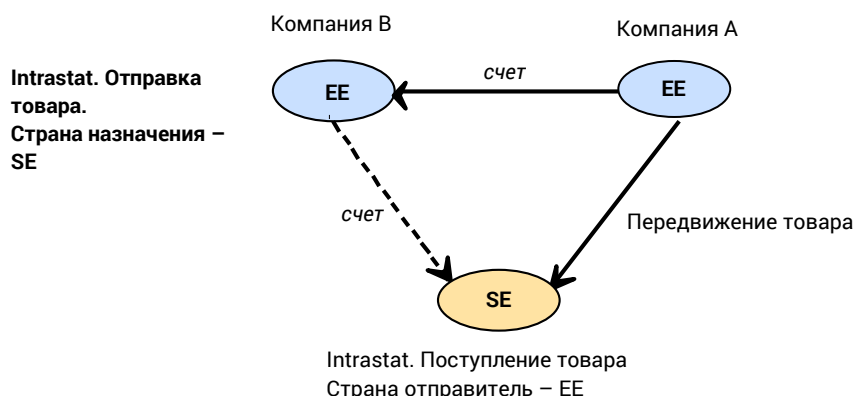 Компания B
Компания A
Intrastat. Отправка
товара.
Страна назначения –
SE
счет
EE
EE
счет
Передвижение товара
SE
Intrastat. Поступление товара
Страна отправитель – EE